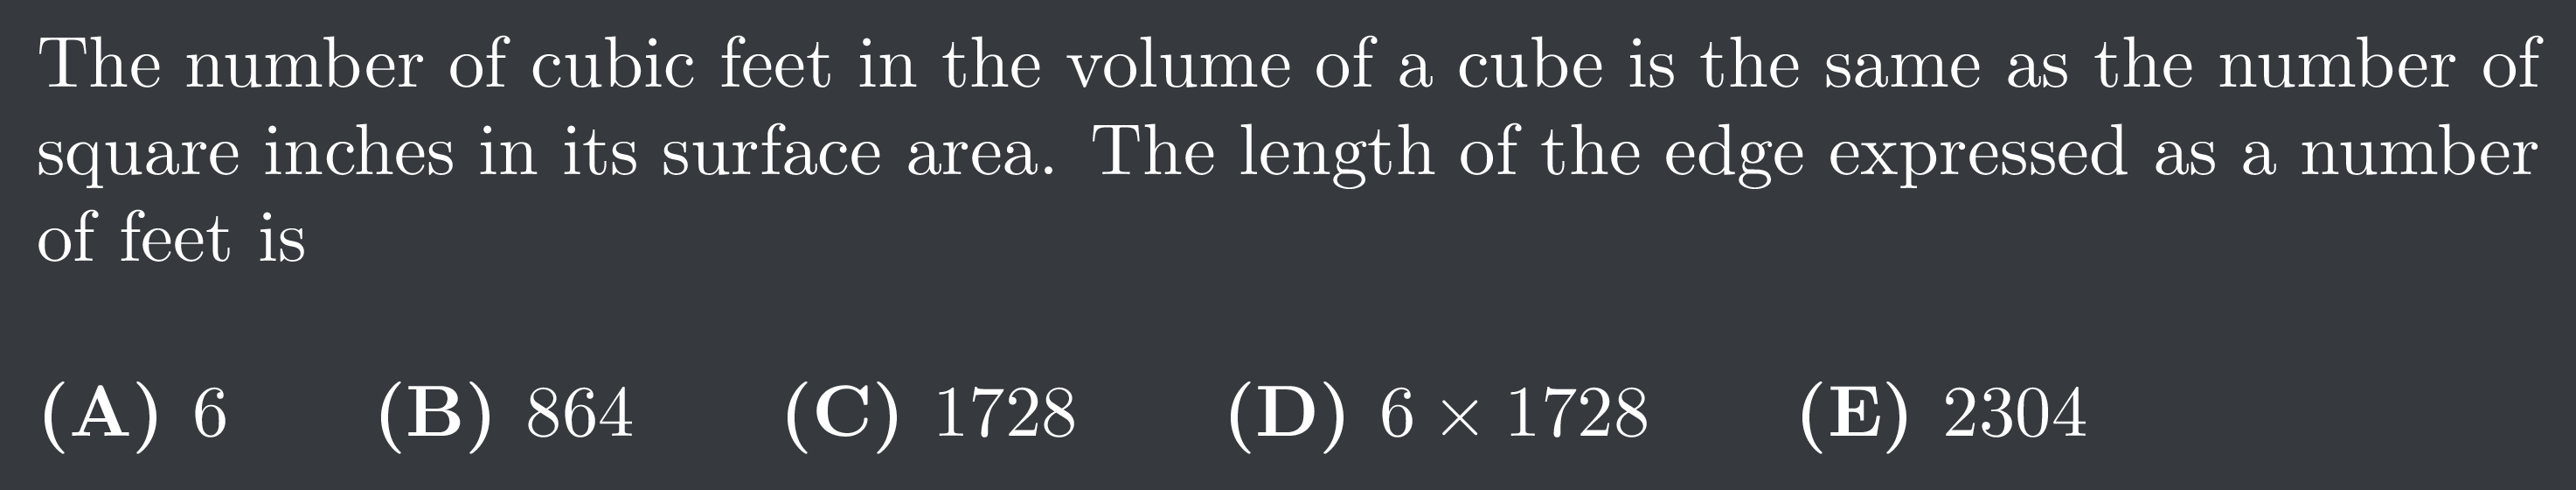 The number of cubic feet in the volume of a cube is the same as the number of
square inches in its surface area. The length of the edge expressed as a number
of feet is
(A) 6 (B) 864 (C) 1728 (D) 6 × 1728 (E) 2304